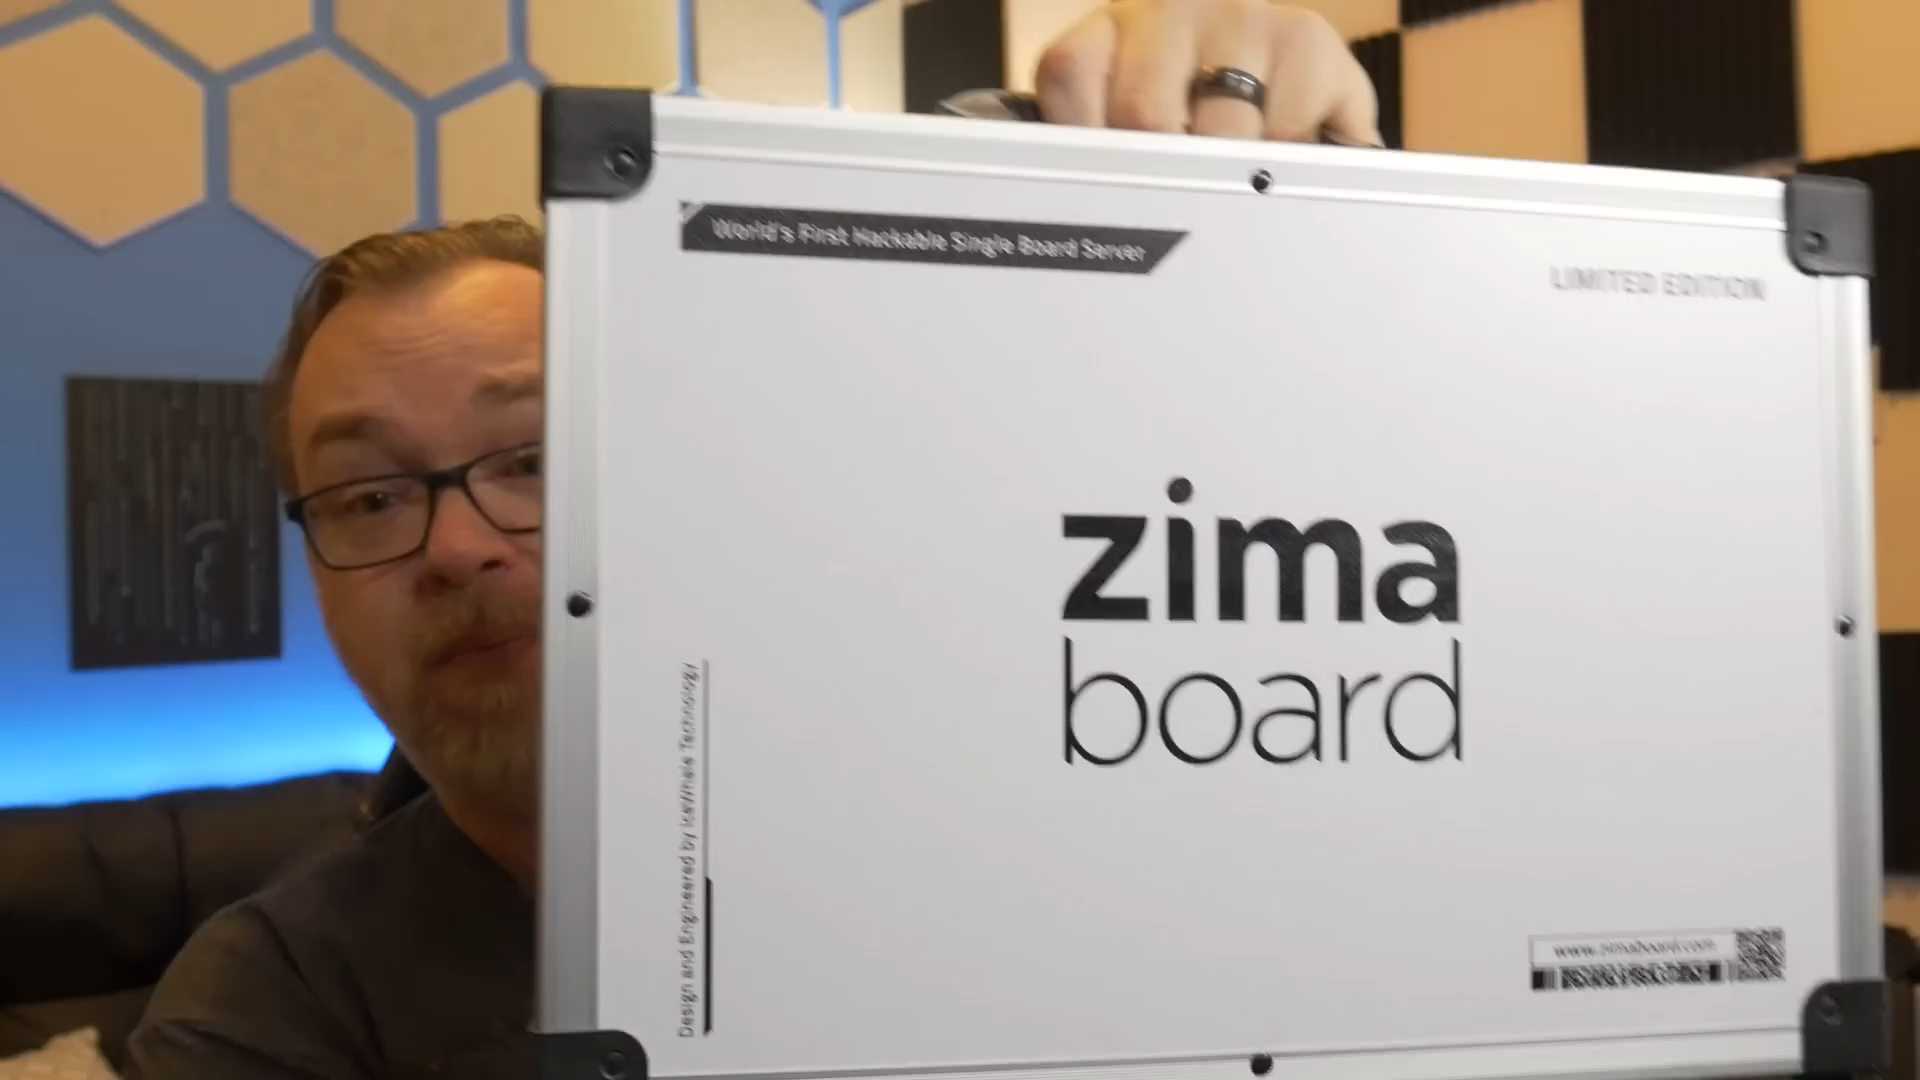 World's First Hackable Single Board Server
LIMITED EDITION
zima
board
Design and Engineered by IceWhale Technology
www.zimaboard.com